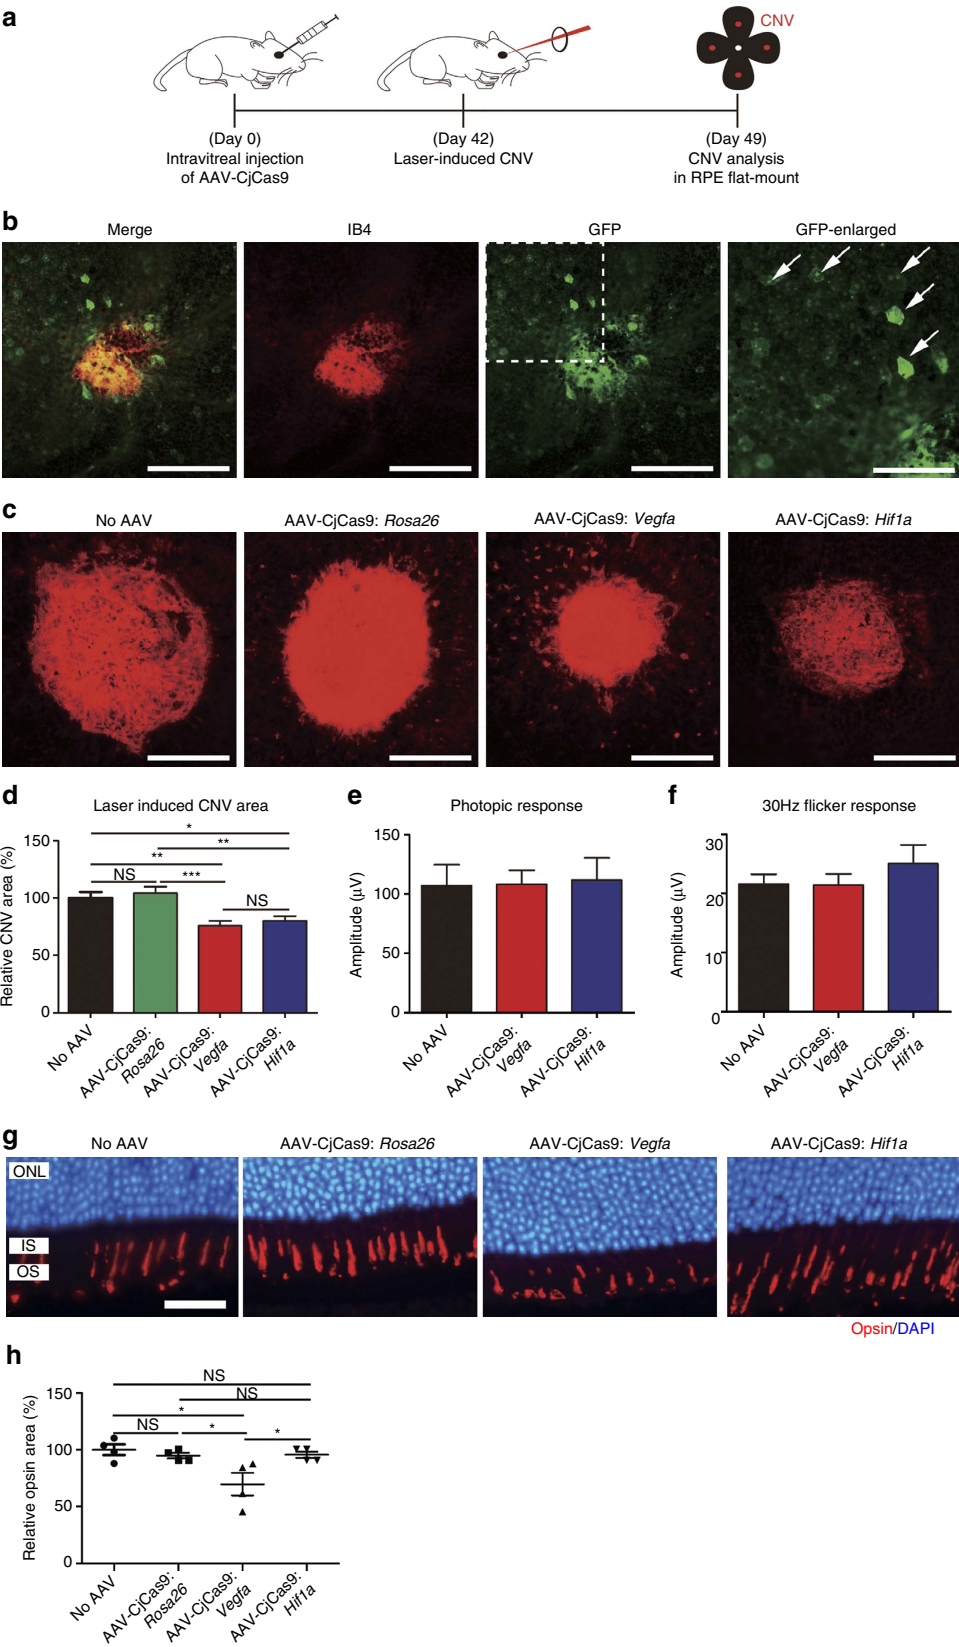 a
CNV
(Day 0)
Intravitreal injection
of AAV-CjCas9
(Day 42)
Laser-induced CNV
(Day 49)
CNV analysis
in RPE flat-mount
b
Merge
IB4
GFP
GFP-enlarged
c
No AAV
AAV-CjCas9: Rosa26
AAV-CjCas9: Vegfa
AAV-CjCas9: Hif1a
d
Laser induced CNV area
Relative CNV area (%)
150
100
50
0
*
**
**
NS
***
NS
No AAV
AAV-CjCas9:
Rosa26
AAV-CjCas9:
Vegfa
AAV-CjCas9:
Hif1a
e
Photopic response
Amplitude (μV)
150
100
50
0
No AAV
AAV-CjCas9:
Vegfa
AAV-CjCas9:
Hif1a
f
30Hz flicker response
Amplitude (μV)
30
20
10
0
No AAV
AAV-CjCas9:
Vegfa
AAV-CjCas9:
Hif1a
g
No AAV
AAV-CjCas9: Rosa26
AAV-CjCas9: Vegfa
AAV-CjCas9: Hif1a
ONL
IS
OS
Opsin/DAPI
h
Relative opsin area (%)
150
100
50
0
NS
NS
*
NS
*
*
No AAV
AAV-CjCas9:
Rosa26
AAV-CjCas9:
Vegfa
AAV-CjCas9:
Hif1a